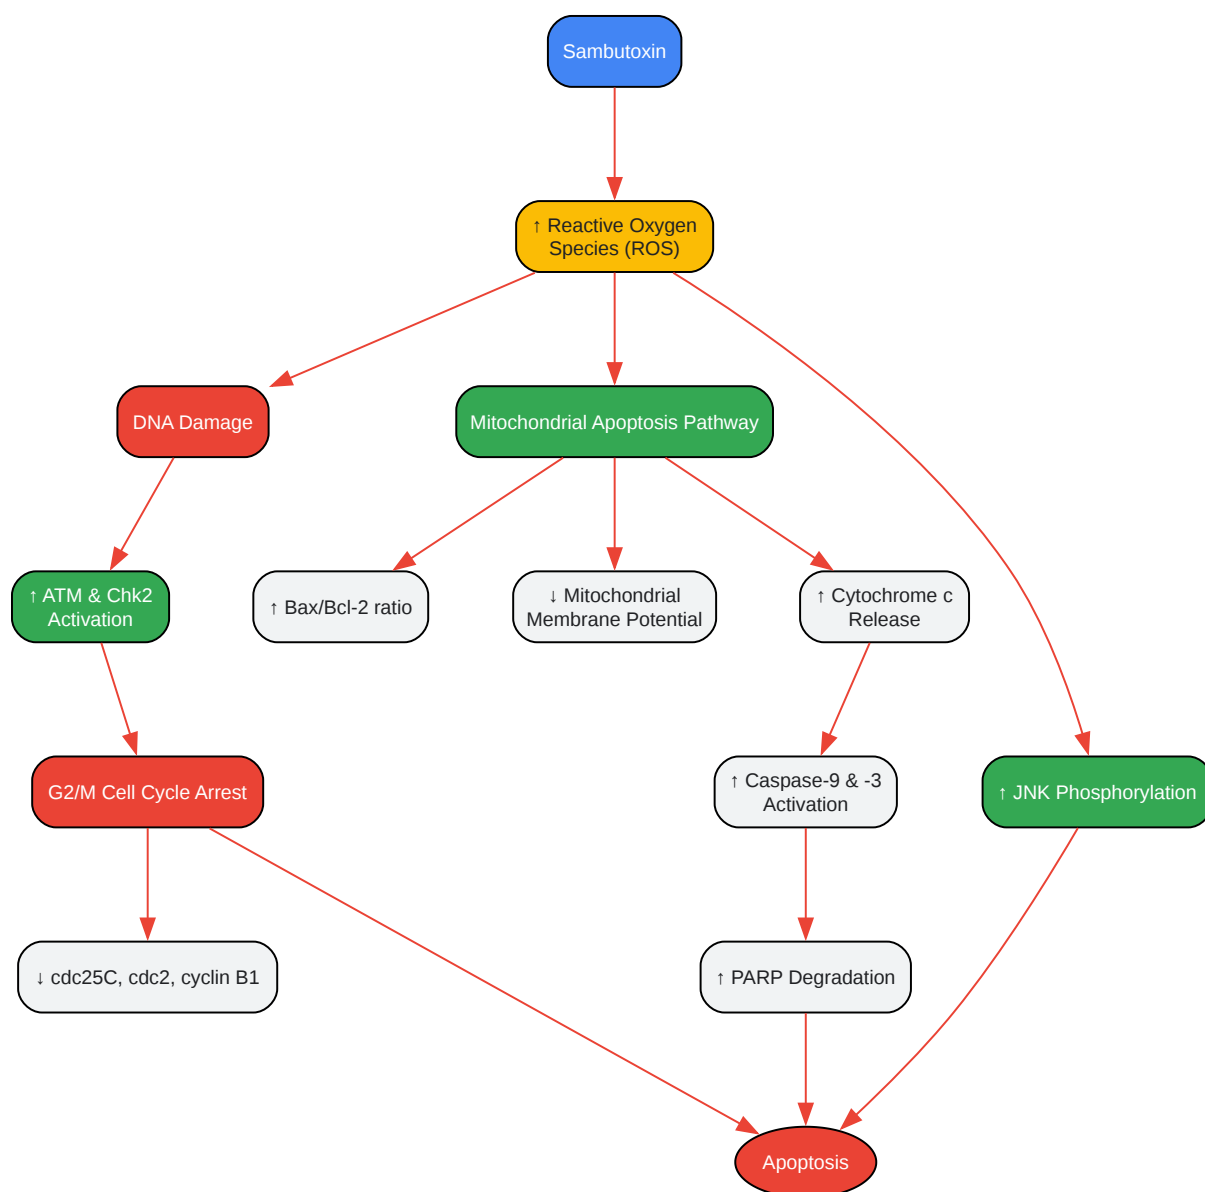 Sambutoxin
↑ Reactive Oxygen
Species (ROS)
DNA Damage
Mitochondrial Apoptosis Pathway
↑ ATM & Chk2
Activation
↑ Bax/Bcl-2 ratio
↓ Mitochondrial
Membrane Potential
↑ Cytochrome c
Release
G2/M Cell Cycle Arrest
↑ Caspase-9 & -3
Activation
↑ JNK Phosphorylation
↓ cdc25C, cdc2, cyclin B1
↑ PARP Degradation
Apoptosis